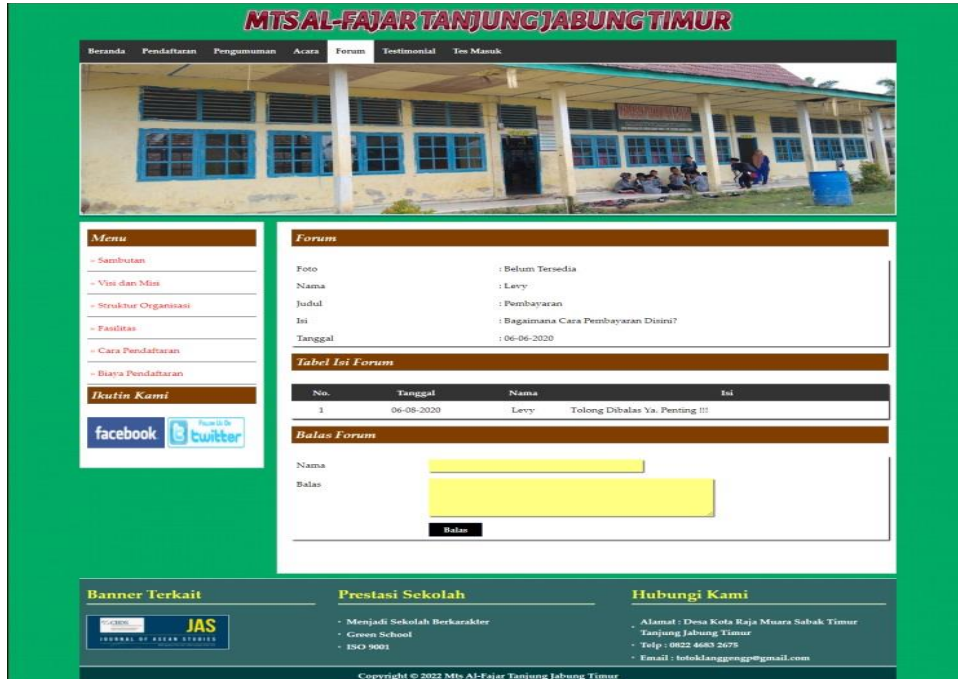 MTS AL-FAJAR TANJUNG JABUNG TIMUR
Beranda Pendaftaran Pengumuman Acara Forum Testimonial Tes Masuk
Menu
Sambutan
Visi dan Misi
Struktur Organisasi
Fasilitas
Cara Pendaftaran
Biaya Pendaftaran
Ikutin Kami
facebook
Follow Us On
twitter
Forum
Foto : Belum Tersedia
Nama : Levy
Judul : Pembayaran
Isi : Bagaimana Cara Pembayaran Disini?
Tanggal : 06-06-2020
Tabel Isi Forum
No. Tanggal Nama Isi
1 06-08-2020 Levy Tolong Dibalas Ya. Penting !!!
Balas Forum
Nama
Balas
Balas
Banner Terkait
JAS
JOURNAL OF ASEAN STUDIES
Prestasi Sekolah
- Menjadi Sekolah Berkarakter
- Green School
- ISO 9001
Hubungi Kami
- Alamat : Desa Kota Raja Muara Sabak Timur
Tanjung Jabung Timur
- Telp : 0822 4683 2675
- Email : totoklanggengp@gmail.com
Copyright © 2022 Mts Al-Fajar Tanjung Jabung Timur